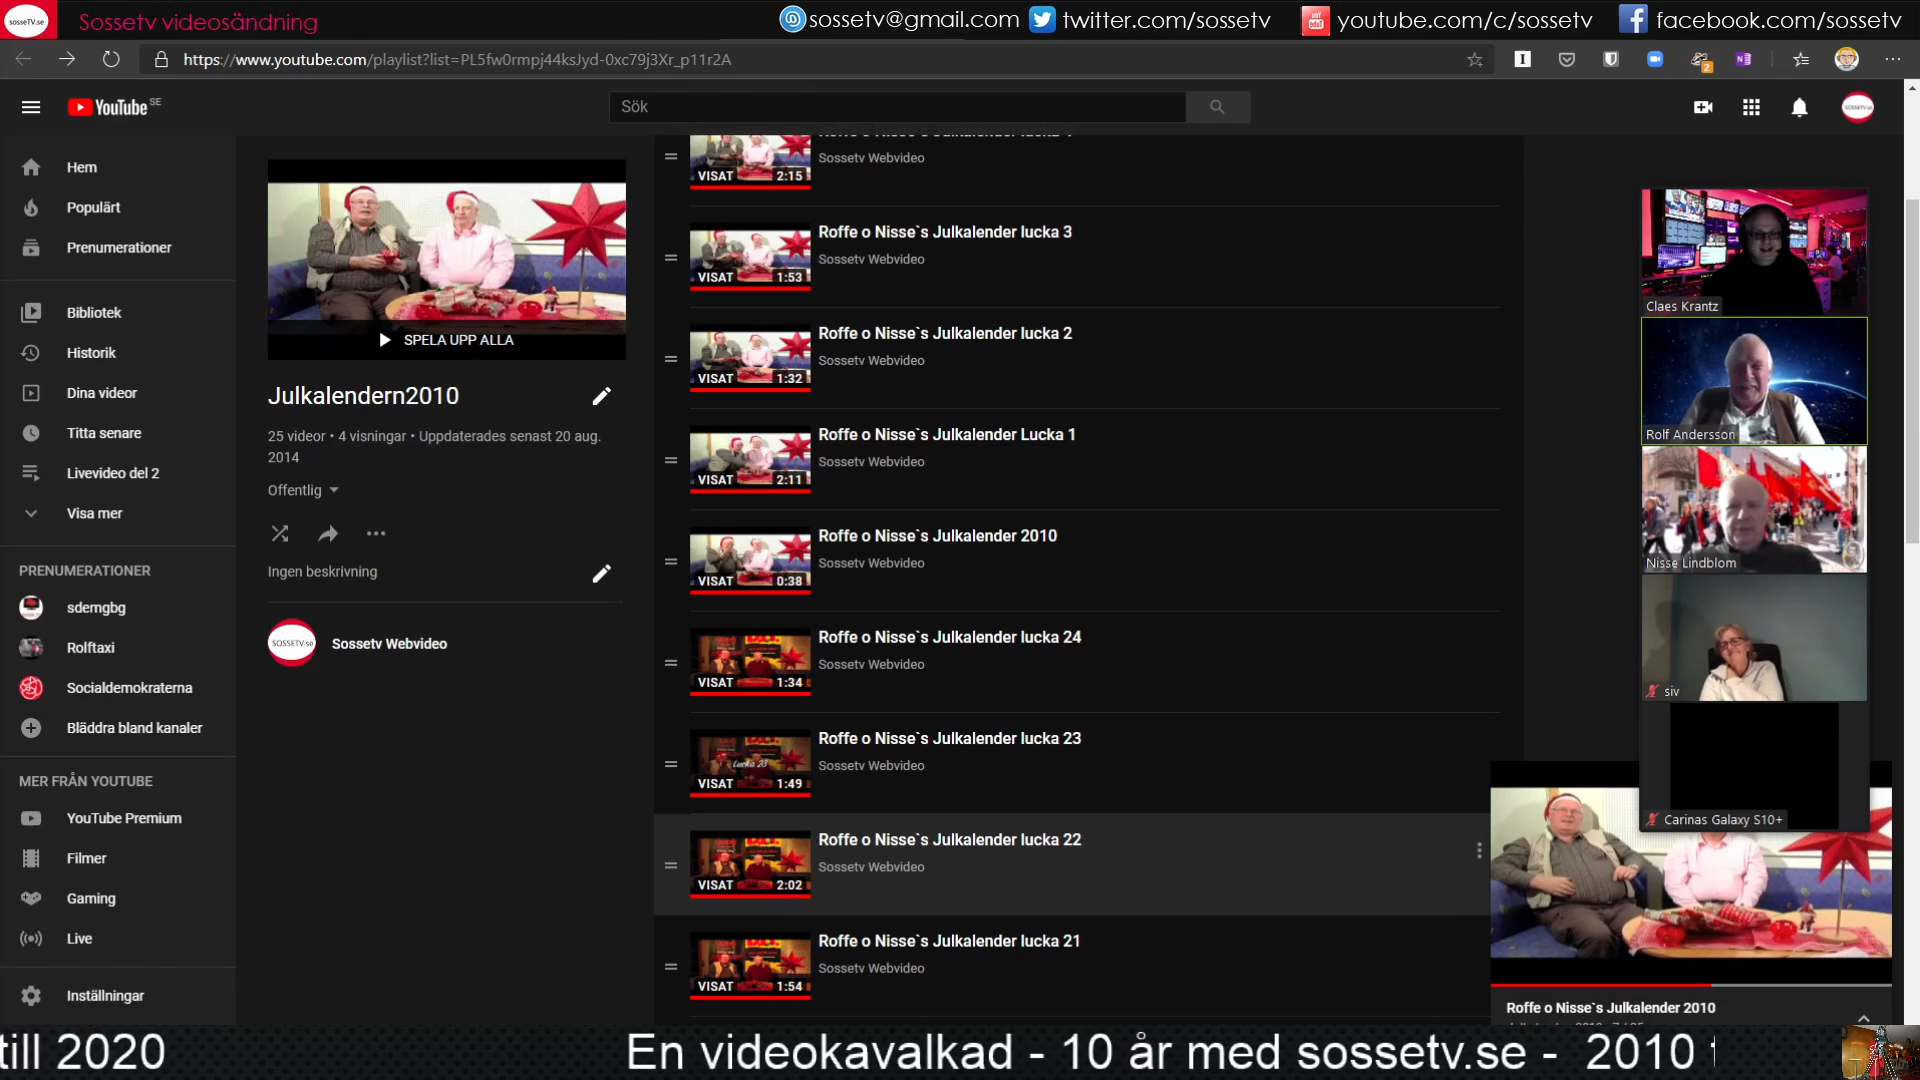 sosseTV.se
Sossetv videosändning
sossetv@gmail.com
twitter.com/sossetv
youtube.com/c/sossetv
facebook.com/sossetv
https://www.youtube.com/playlist?list=PL5fw0rmpj44ksJyd-0xc79j3Xr_p11r2A
2
YouTube SE
Sök
Hem
Populärt
Prenumerationer
Bibliotek
Historik
Dina videor
Titta senare
Livevideo del 2
Visa mer
PRENUMERATIONER
sdemgbg
Rolftaxi
Socialdemokraterna
Bläddra bland kanaler
MER FRÅN YOUTUBE
YouTube Premium
Filmer
Gaming
Live
Inställningar
SPELA UPP ALLA
Julkalendern2010
25 videor • 4 visningar • Uppdaterades senast 20 aug.
2014
Offentlig
Ingen beskrivning
SOSSETV.se
Sossetv Webvideo
Sossetv Webvideo
VISAT 2:15
Roffe o Nisse`s Julkalender lucka 3
Sossetv Webvideo
VISAT 1:53
Roffe o Nisse`s Julkalender lucka 2
Sossetv Webvideo
VISAT 1:32
Roffe o Nisse`s Julkalender Lucka 1
Sossetv Webvideo
VISAT 2:11
Roffe o Nisse`s Julkalender 2010
Sossetv Webvideo
VISAT 0:38
Roffe o Nisse`s Julkalender lucka 24
Sossetv Webvideo
VISAT 1:34
Roffe o Nisse`s Julkalender lucka 23
Sossetv Webvideo
Lucka 23
VISAT 1:49
Roffe o Nisse`s Julkalender lucka 22
Sossetv Webvideo
VISAT 2:02
Roffe o Nisse`s Julkalender lucka 21
Sossetv Webvideo
VISAT 1:54
Claes Krantz
Rolf Andersson
Nisse Lindblom
siv
Carinas Galaxy S10+
Roffe o Nisse`s Julkalender 2010
till 2020
En videokavalkad - 10 år med sossetv.se - 2010